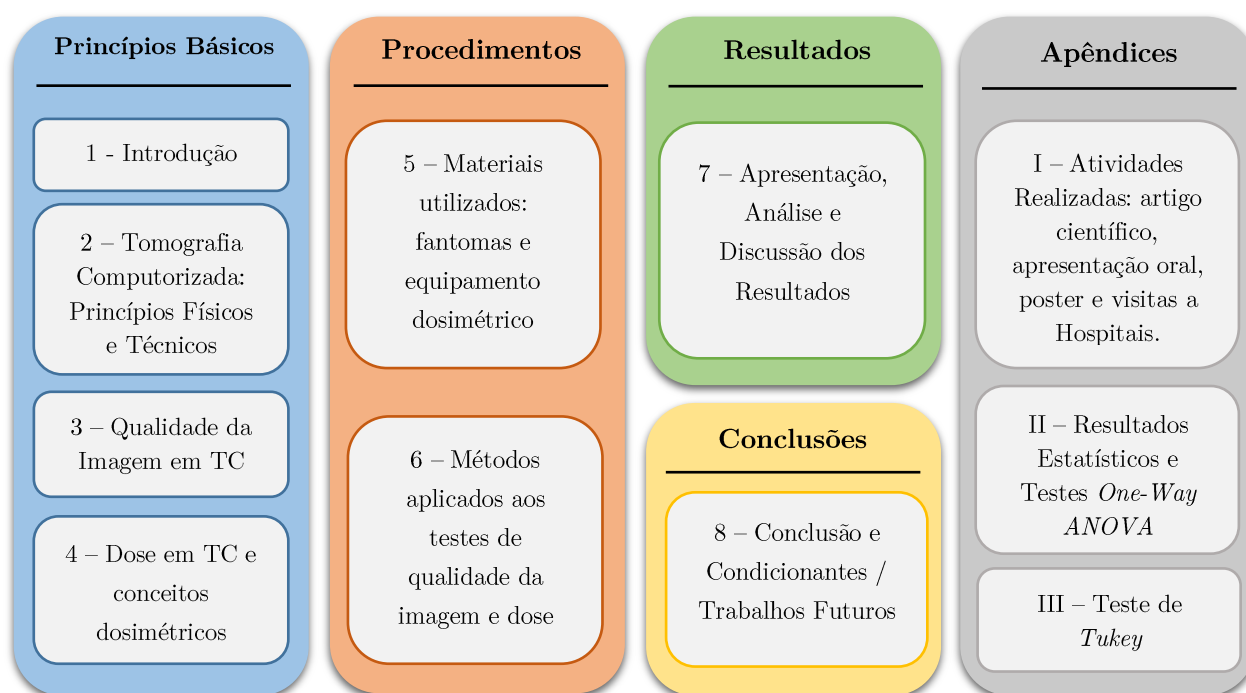 Princípios Básicos
1 - Introdução
2 – Tomografia
Computorizada:
Princípios Físicos
e Técnicos
3 – Qualidade da
Imagem em TC
4 – Dose em TC e
conceitos
dosimétricos
Procedimentos
5 – Materiais
utilizados:
fantomas e
equipamento
dosimétrico
6 – Métodos
aplicados aos
testes de
qualidade da
imagem e dose
Resultados
7 – Apresentação,
Análise e
Discussão dos
Resultados
Conclusões
8 – Conclusão e
Condicionantes /
Trabalhos Futuros
Apêndices
I – Atividades
Realizadas: artigo
científico,
apresentação oral,
poster e visitas a
Hospitais.
II – Resultados
Estatísticos e
Testes One-Way
ANOVA
III – Teste de
Tukey